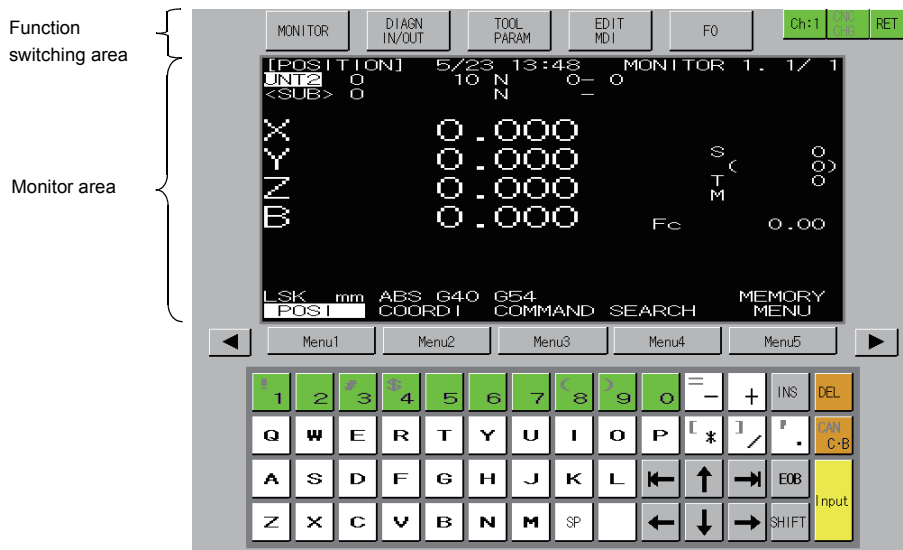 Function
switching area
Monitor area
MONITOR
DIAGN
IN/OUT
TOOL
PARAM
EDIT
MDI
FO
Ch:1
CNC
CHG
RET
[POSITION] 5/23 13:48 MONITOR 1. 1/ 1
UNT2 O 10 N 0- 0
<SUB> O N -
X 0.000
Y 0.000
Z 0.000
B 0.000
S 0
( 0)
T 0
M
Fc 0.00
LSK mm ABS G40 G54 MEMORY
POSI COORDI COMMAND SEARCH MENU
◀ Menu1 Menu2 Menu3 Menu4 Menu5 ▶
! 1 2 # 3 $ 4 5 6 7 ( 8 ) 9 0 = - + INS DEL
Q W E R T Y U I O P [ * ] / ' . CAN C·B
A S D F G H J K L ⇤ ↑ ⇥ EOB Input
Z X C V B N M SP ← ↓ → SHIFT